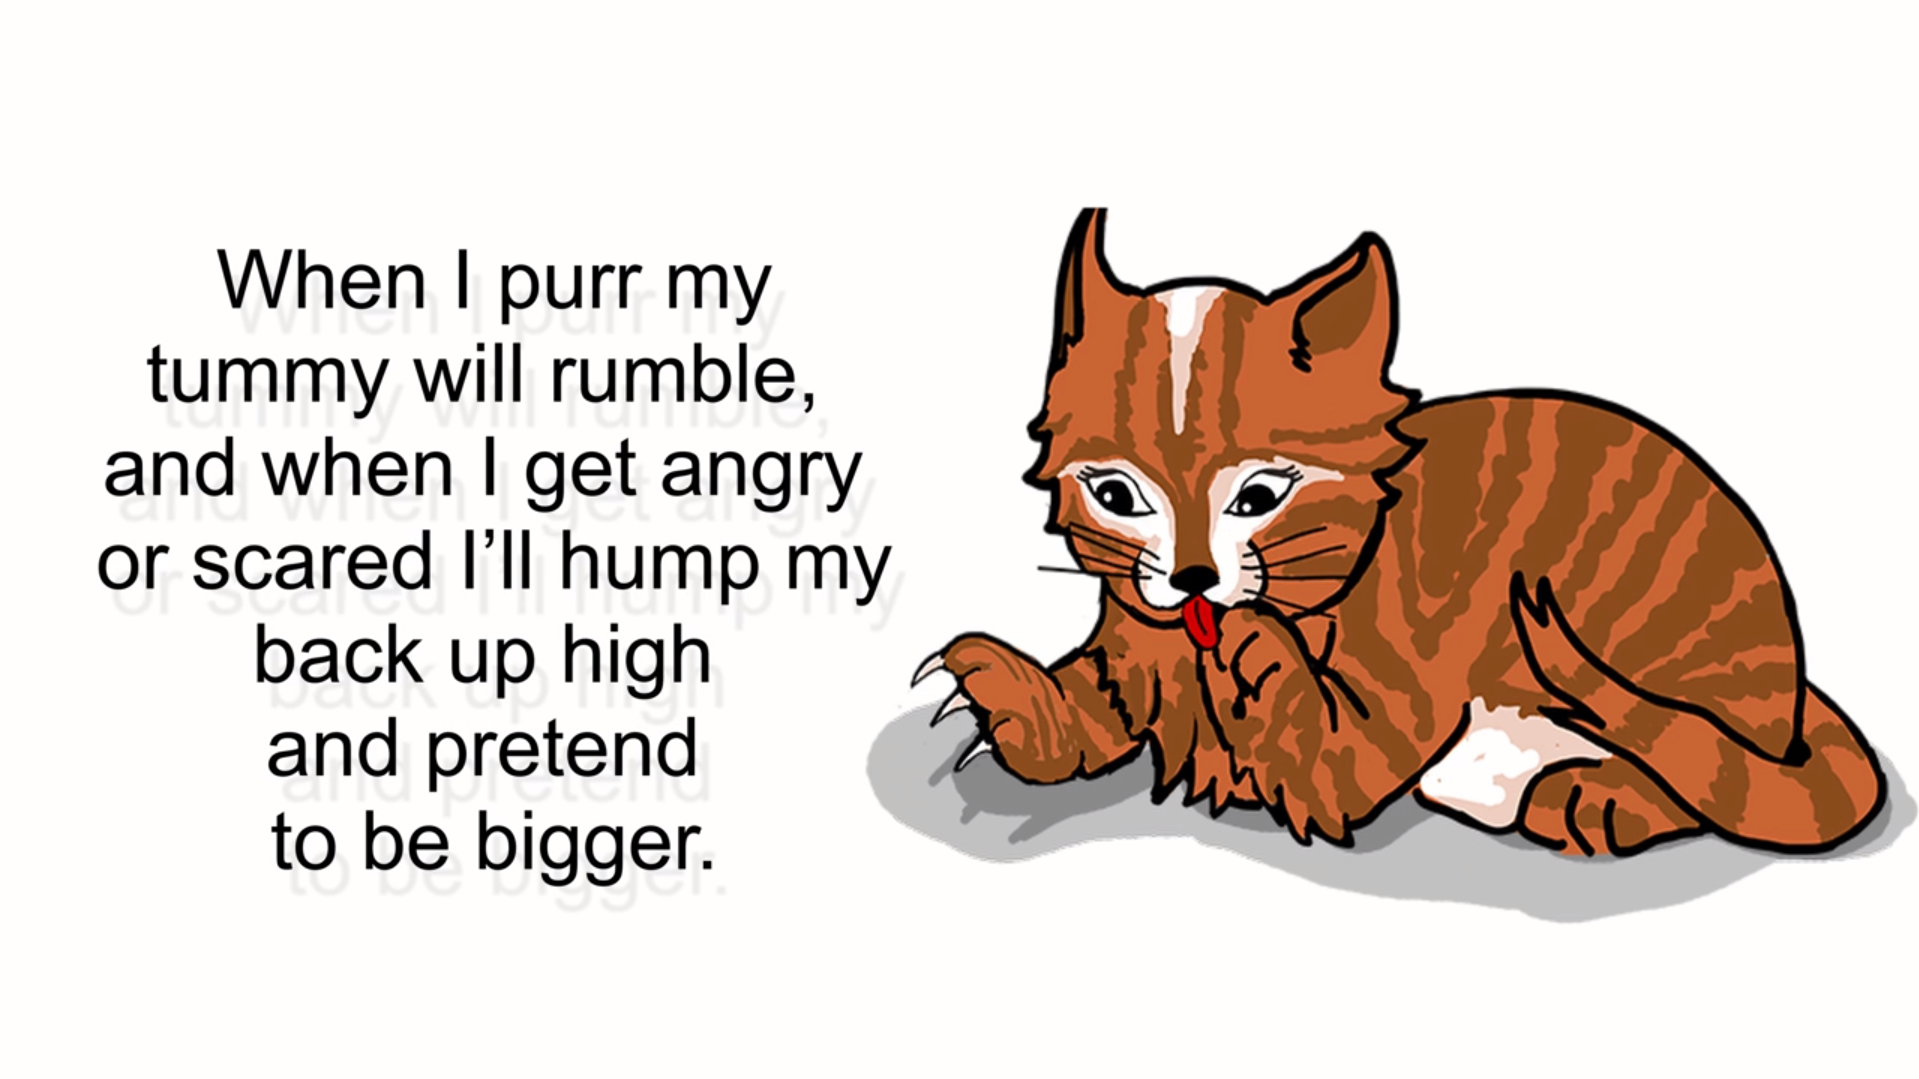 When I purr my
tummy will rumble,
and when I get angry
or scared I’ll hump my
back up high
and pretend
to be bigger.